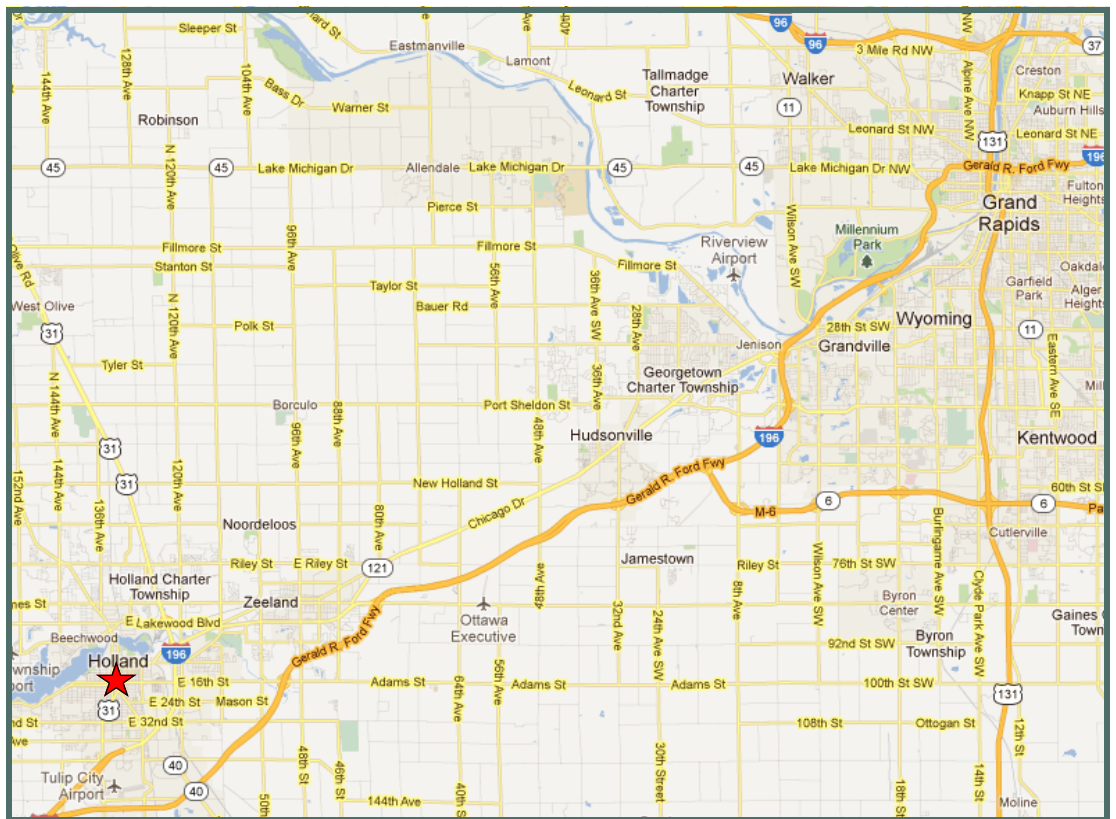 Sleeper St
Eastmanville
Lamont
96
96
3 Mile Rd NW
37
Creston
Tallmadge
Charter
Township
Walker
144th Ave
128th Ave
104th Ave
Bass Dr
Warner St
Leonard St
11
Alpine Ave NW
Knapp St NE
Auburn Hills
Robinson
Leonard St NW
131
Leonard St NE
45
45
Lake Michigan Dr
Allendale
Lake Michigan Dr
45
45
Lake Michigan Dr NW
Gerald R. Ford Fwy
196
N 120th Ave
Pierce St
Wilson Ave SW
Grand
Rapids
Fulton
Heights
Fillmore St
96th Ave
Fillmore St
Fillmore St
Riverview
Airport
Millennium
Park
Stanton St
Olive Rd
Taylor St
56th Ave
36th Ave SW
Garfield
Park
Oakdal
Alger
Heights
West Olive
31
N 120th Ave
Bauer Rd
28th Ave
Wyoming
11
Polk St
28th St SW
Jenison
Grandville
Eastern Ave SE
Tyler St
N 144th Ave
36th Ave
Georgetown
Charter Township
Mil
Borculo
88th Ave
Port Sheldon St
48th Ave
96th Ave
Hudsonville
196
Kentwood
31
31
152nd Ave
144th Ave
120th Ave
New Holland St
Gerald R. Ford Fwy
60th St S
136th Ave
80th Ave
Chicago Dr
M-6
6
6
Pa
Noordeloos
Burlingame Ave SW
Cutlerville
Riley St
E Riley St
121
Jamestown
Riley St
Wilson Ave SW
76th St SW
Holland Charter
Township
48th Ave
8th Ave
Clyde Park Ave SW
mes St
Zeeland
Ottawa
Executive
32nd Ave
24th Ave SW
Byron
Center
Gaines C
Town
E Lakewood Blvd
Beechwood
Gerald R. Ford Fwy
92nd St SW
Byron
Township
wnship
port
Holland
196
56th Ave
E 16th St
64th Ave
Adams St
Adams St
Adams St
100th St SW
131
31
E 24th St
Mason St
nd St
E 32nd St
108th St
Ottogan St
12th St
Ave
40
48th St
46th St
30th Street
Tulip City
Airport
40
50th
144th Ave
40th S
18th St
14th St
Moline